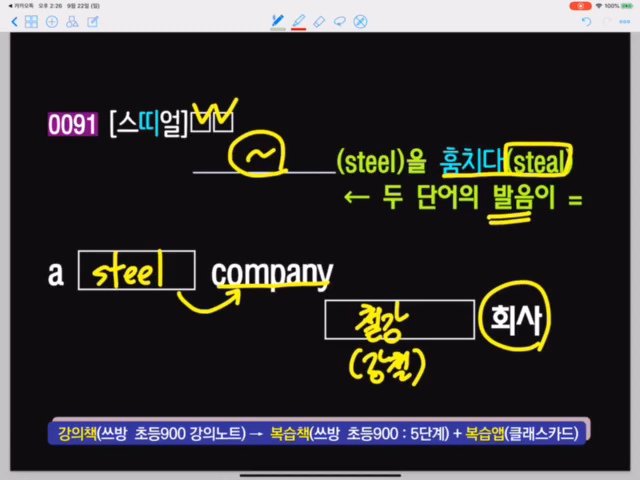 카카오톡 오후 2:26 9월 22일 (일) 100%
0091 [스띠얼]
~ (steel)을 훔치다(steal)
← 두 단어의 발음이 =
a steel company
철강 회사
(강철)
강의책(쓰방 초등900 강의노트) → 복습책(쓰방 초등900 : 5단계) + 복습앱(클래스카드)